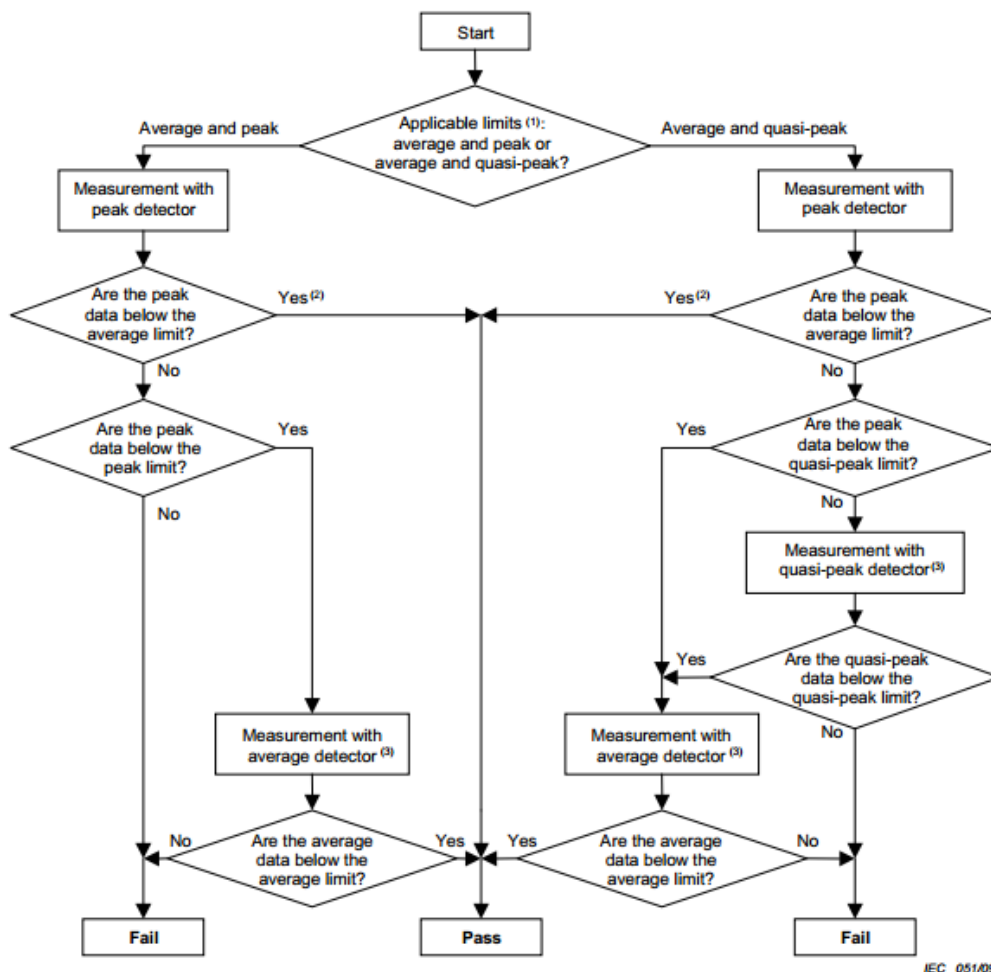 Start
Applicable limits (1):
average and peak or
average and quasi-peak?
Average and peak
Average and quasi-peak
Measurement with
peak detector
Measurement with
peak detector
Are the peak
data below the
average limit?
Yes(2)
Yes(2)
Are the peak
data below the
average limit?
No
No
Are the peak
data below the
peak limit?
Yes
Yes
Are the peak
data below the
quasi-peak limit?
No
No
Measurement with
quasi-peak detector(3)
Yes
Are the quasi-peak
data below the
quasi-peak limit?
No
Measurement with
average detector (3)
Measurement with
average detector (3)
No
Are the average
data below the
average limit?
Yes
Yes
Are the average
data below the
average limit?
No
Fail
Pass
Fail